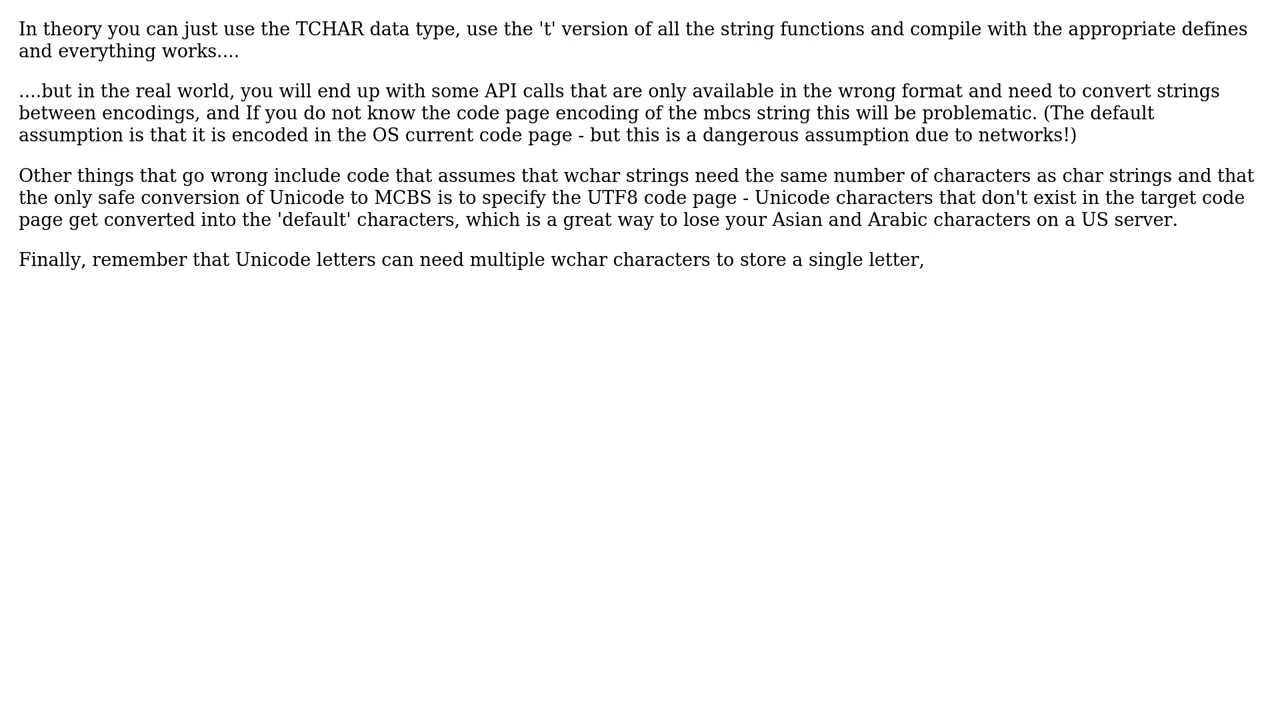 In theory you can just use the TCHAR data type, use the 't' version of all the string functions and compile with the appropriate defines
and everything works....
....but in the real world, you will end up with some API calls that are only available in the wrong format and need to convert strings
between encodings, and If you do not know the code page encoding of the mbcs string this will be problematic. (The default
assumption is that it is encoded in the OS current code page - but this is a dangerous assumption due to networks!)
Other things that go wrong include code that assumes that wchar strings need the same number of characters as char strings and that
the only safe conversion of Unicode to MCBS is to specify the UTF8 code page - Unicode characters that don't exist in the target code
page get converted into the 'default' characters, which is a great way to lose your Asian and Arabic characters on a US server.
Finally, remember that Unicode letters can need multiple wchar characters to store a single letter,